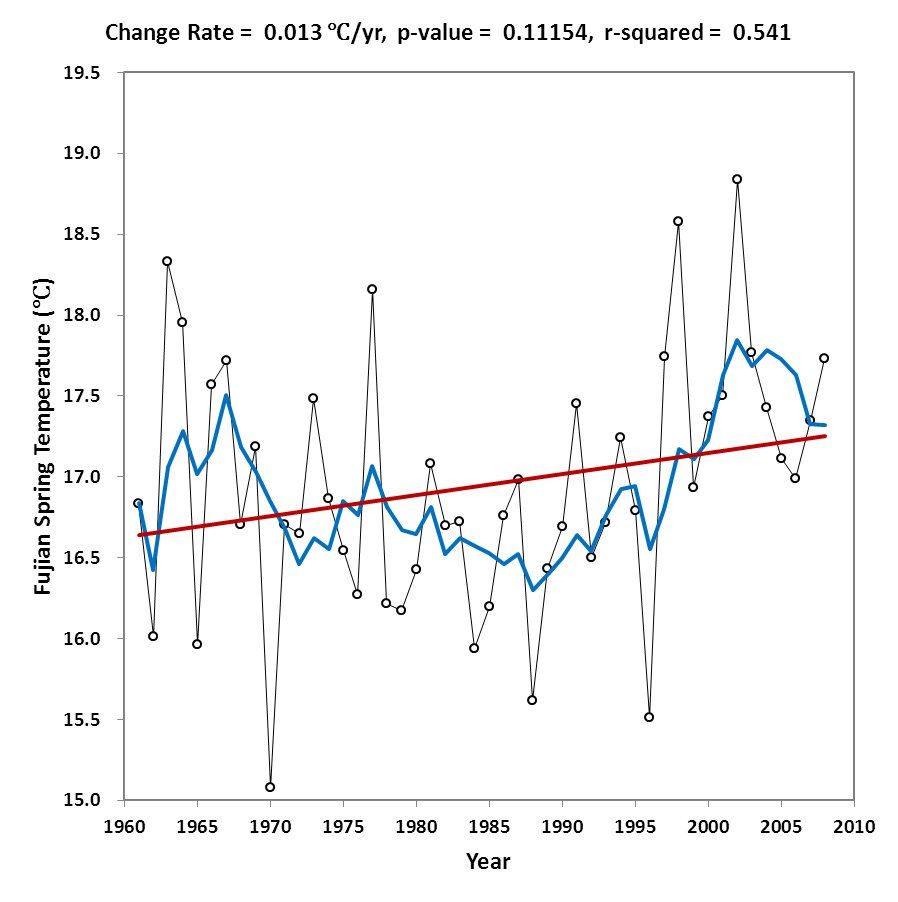 Change Rate = 0.013 ℃/yr, p-value = 0.11154, r-squared = 0.541
19.5
19.0
18.5
18.0
17.5
17.0
16.5
16.0
15.5
15.0
Fujian Spring Temperature (℃)
1960 1965 1970 1975 1980 1985 1990 1995 2000 2005 2010
Year